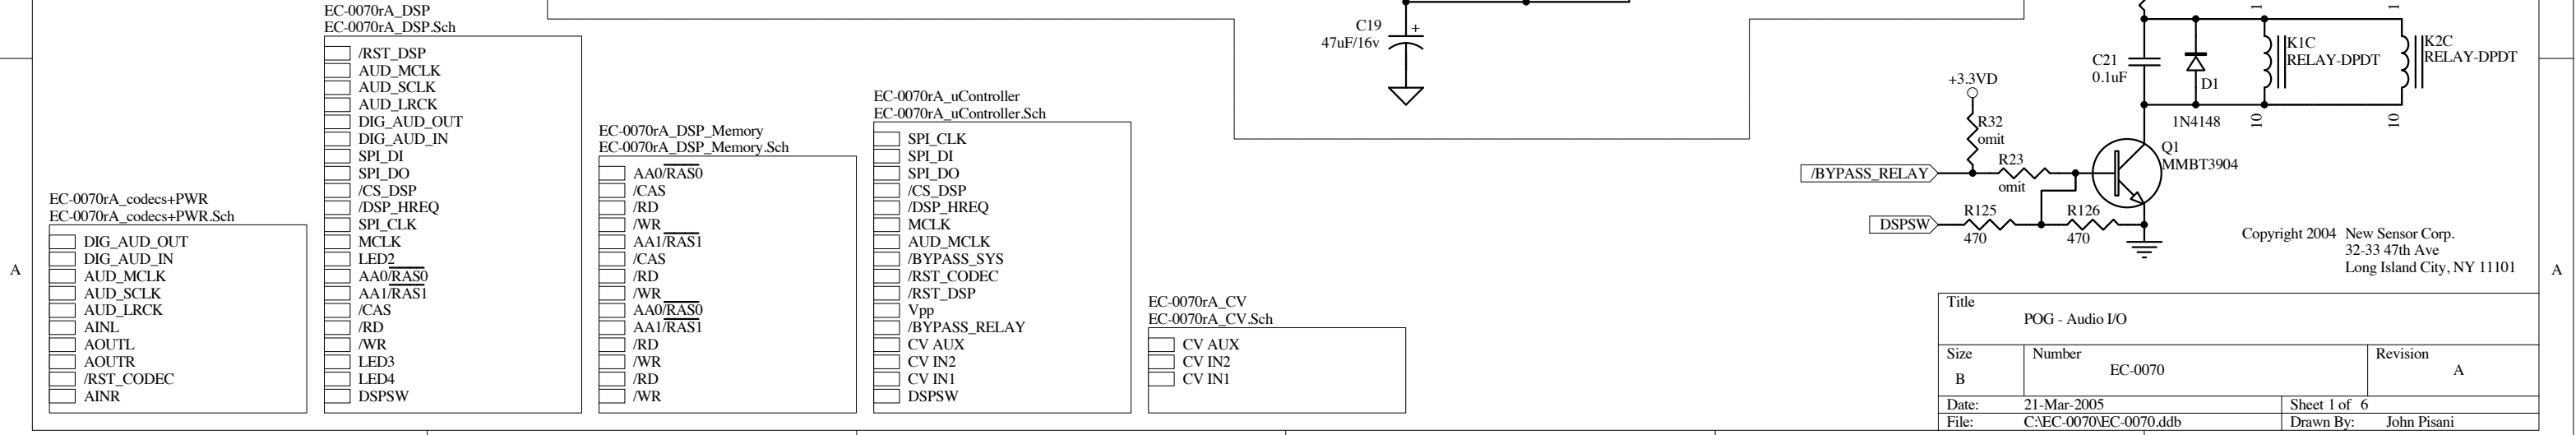 EC-0070rA_codecs+PWR
EC-0070rA_codecs+PWR.Sch
DIG_AUD_OUT
DIG_AUD_IN
AUD_MCLK
AUD_SCLK
AUD_LRCK
AINL
AOUTL
AOUTR
/RST_CODEC
AINR
EC-0070rA_DSP
EC-0070rA_DSP.Sch
/RST_DSP
AUD_MCLK
AUD_SCLK
AUD_LRCK
DIG_AUD_OUT
DIG_AUD_IN
SPI_DI
SPI_DO
/CS_DSP
/DSP_HREQ
SPI_CLK
MCLK
LED2
AA0/RAS0
AA1/RAS1
/CAS
/RD
/WR
LED3
LED4
DSPSW
EC-0070rA_DSP_Memory
EC-0070rA_DSP_Memory.Sch
AA0/RAS0
/CAS
/RD
/WR
AA1/RAS1
/CAS
/RD
/WR
AA0/RAS0
AA1/RAS1
/RD
/WR
/RD
/WR
EC-0070rA_uController
EC-0070rA_uController.Sch
SPI_CLK
SPI_DI
SPI_DO
/CS_DSP
/DSP_HREQ
MCLK
AUD_MCLK
/BYPASS_SYS
/RST_CODEC
/RST_DSP
Vpp
/BYPASS_RELAY
CV AUX
CV IN2
CV IN1
DSPSW
EC-0070rA_CV
EC-0070rA_CV.Sch
CV AUX
CV IN2
CV IN1
C19
47uF/16v
+
C21
0.1uF
D1
1N4148
1
10
K1C
RELAY-DPDT
1
10
K2C
RELAY-DPDT
+3.3VD
R32
omit
R23
omit
/BYPASS_RELAY
Q1
MMBT3904
DSPSW
R125
470
R126
470
Copyright 2004 New Sensor Corp.
32-33 47th Ave
Long Island City, NY 11101
A
A
Title
POG - Audio I/O
Size
B
Number
EC-0070
Revision
A
Date: 21-Mar-2005
Sheet 1 of 6
File: C:\EC-0070\EC-0070.ddb
Drawn By: John Pisani